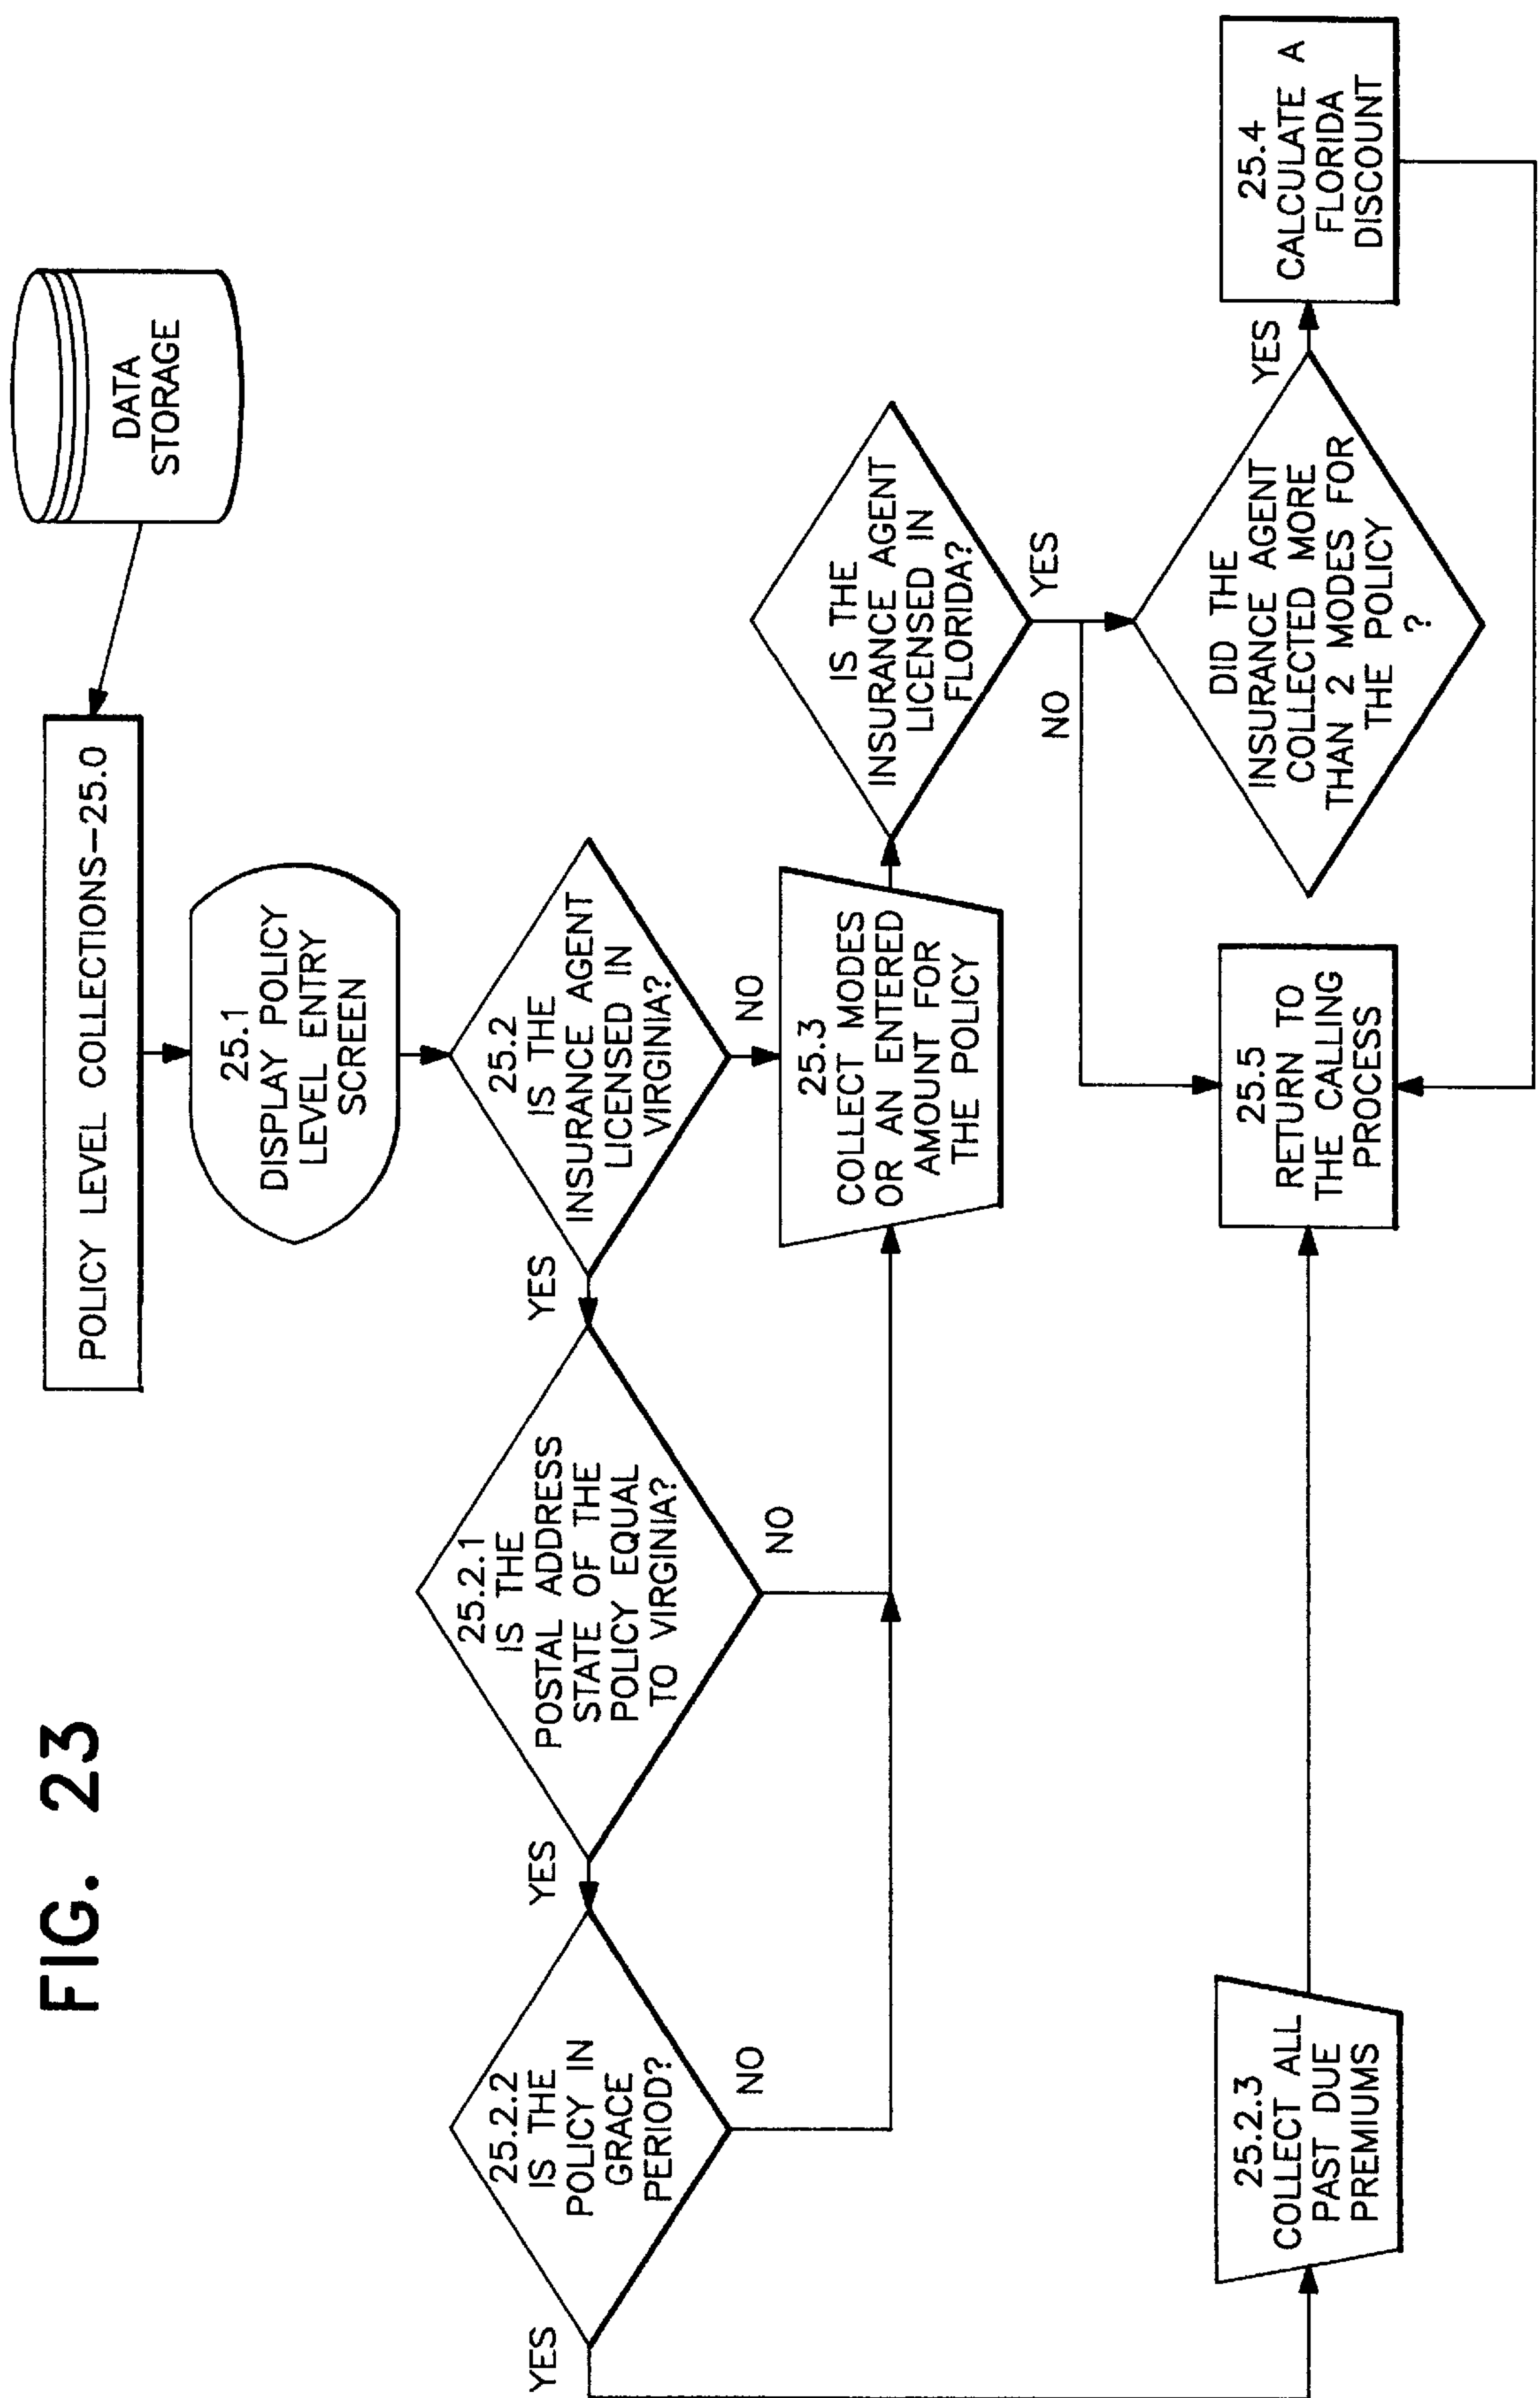 FIG. 23
POLICY LEVEL COLLECTIONS-25.0
DATA
STORAGE
25.1
DISPLAY POLICY
LEVEL ENTRY
SCREEN
25.2
IS THE
INSURANCE AGENT
LICENSED IN
VIRGINIA?
YES
NO
25.2.1
IS THE
POSTAL ADDRESS
STATE OF THE
POLICY EQUAL
TO VIRGINIA?
YES
NO
25.2.2
IS THE
POLICY IN
GRACE
PERIOD?
YES
NO
25.3
COLLECT MODES
OR AN ENTERED
AMOUNT FOR
THE POLICY
IS THE
INSURANCE AGENT
LICENSED IN
FLORIDA?
YES
NO
25.2.3
COLLECT ALL
PAST DUE
PREMIUMS
25.5
RETURN TO
THE CALLING
PROCESS
DID THE
INSURANCE AGENT
COLLECTED MORE
THAN 2 MODES FOR
THE POLICY
?
YES
25.4
CALCULATE A
FLORIDA
DISCOUNT